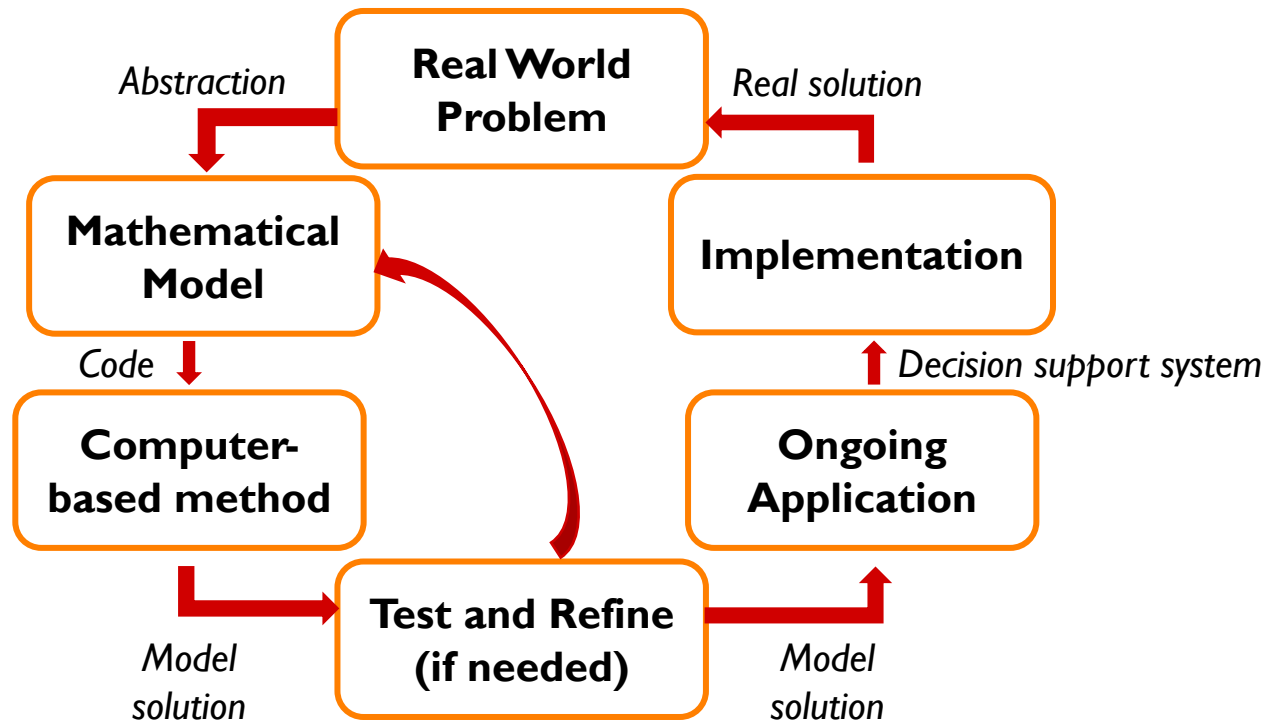 Real World
Problem
Abstraction
Real solution
Mathematical
Model
Implementation
Code
Decision support system
Computer-
based method
Ongoing
Application
Test and Refine
(if needed)
Model
solution
Model
solution